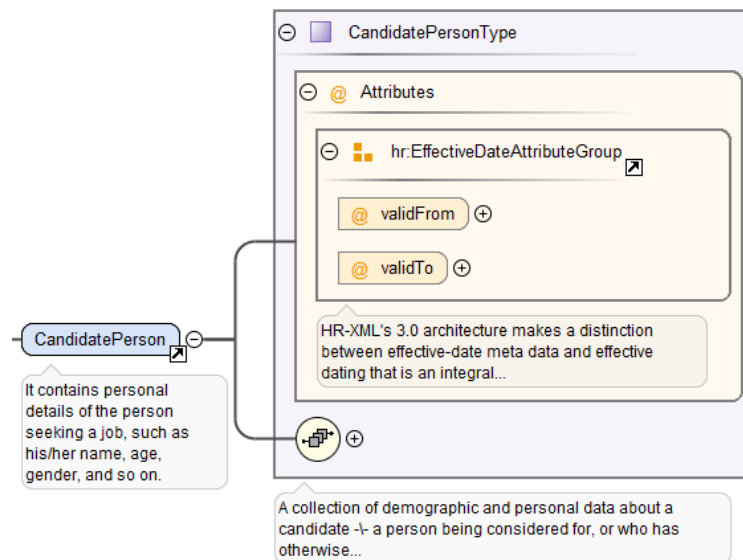 CandidatePersonType
@ Attributes
hr:EffectiveDateAttributeGroup
@ validFrom
@ validTo
HR-XML's 3.0 architecture makes a distinction
between effective-date meta data and effective
dating that is an integral...
CandidatePerson
It contains personal
details of the person
seeking a job, such as
his/her name, age,
gender, and so on.
A collection of demographic and personal data about a
candidate -\- a person being considered for, or who has
otherwise...